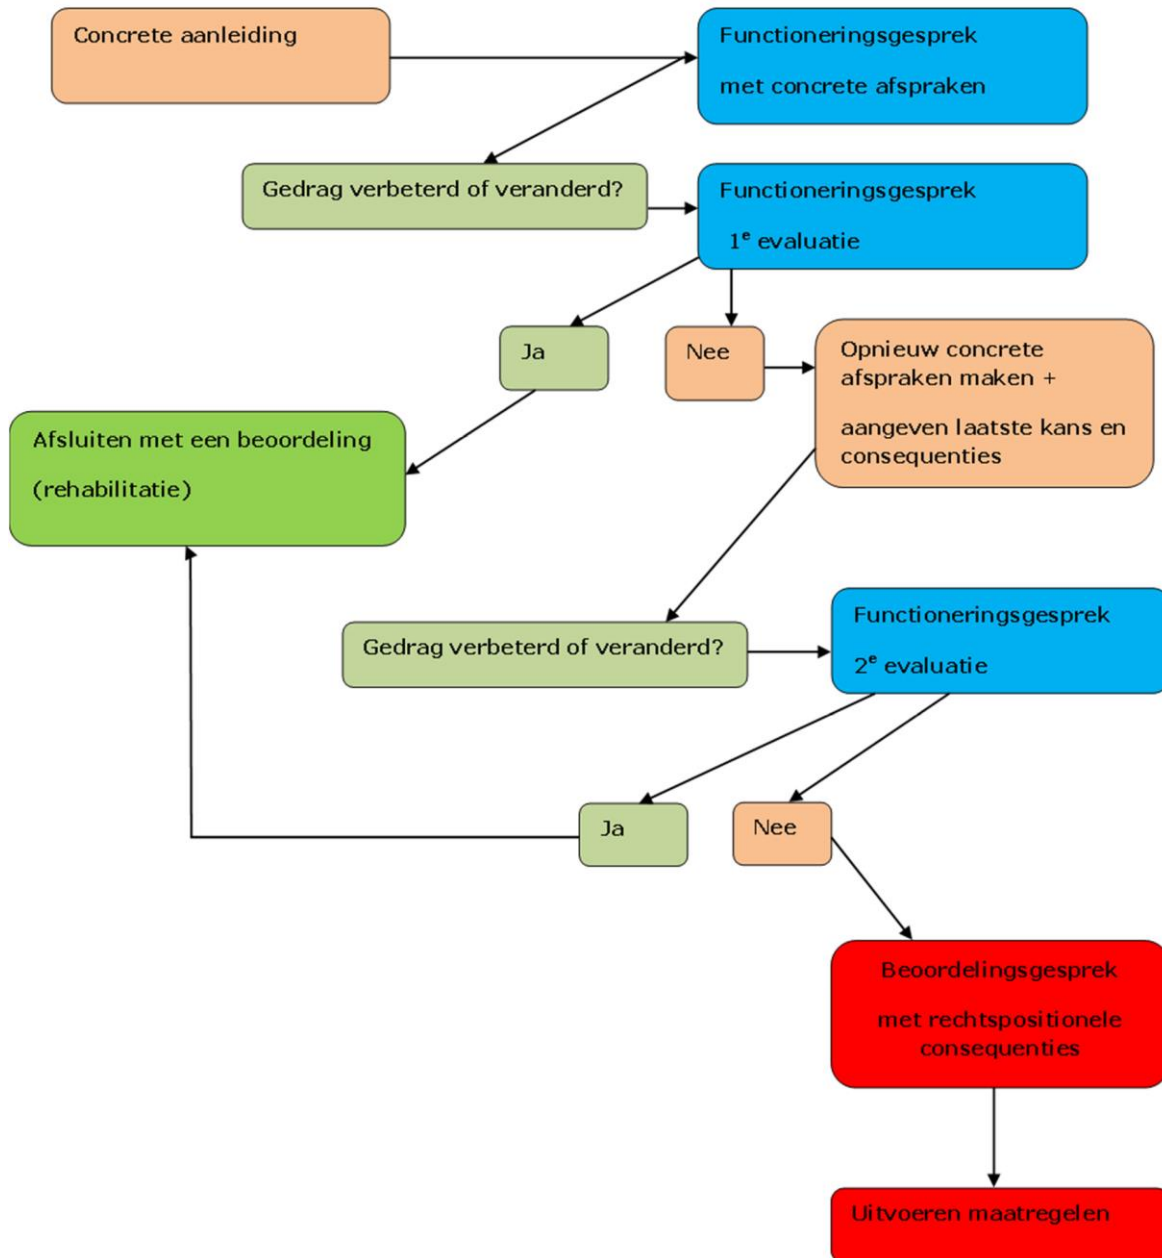 Concrete aanleiding
Functioneringsgesprek
met concrete afspraken
Gedrag verbeterd of veranderd?
Functioneringsgesprek
1e evaluatie
Ja
Nee
Opnieuw concrete
afspraken maken +
aangeven laatste kans en
consequenties
Afsluiten met een beoordeling
(rehabilitatie)
Gedrag verbeterd of veranderd?
Functioneringsgesprek
2e evaluatie
Ja
Nee
Beoordelingsgesprek
met rechtspositionele
consequenties
Uitvoeren maatregelen